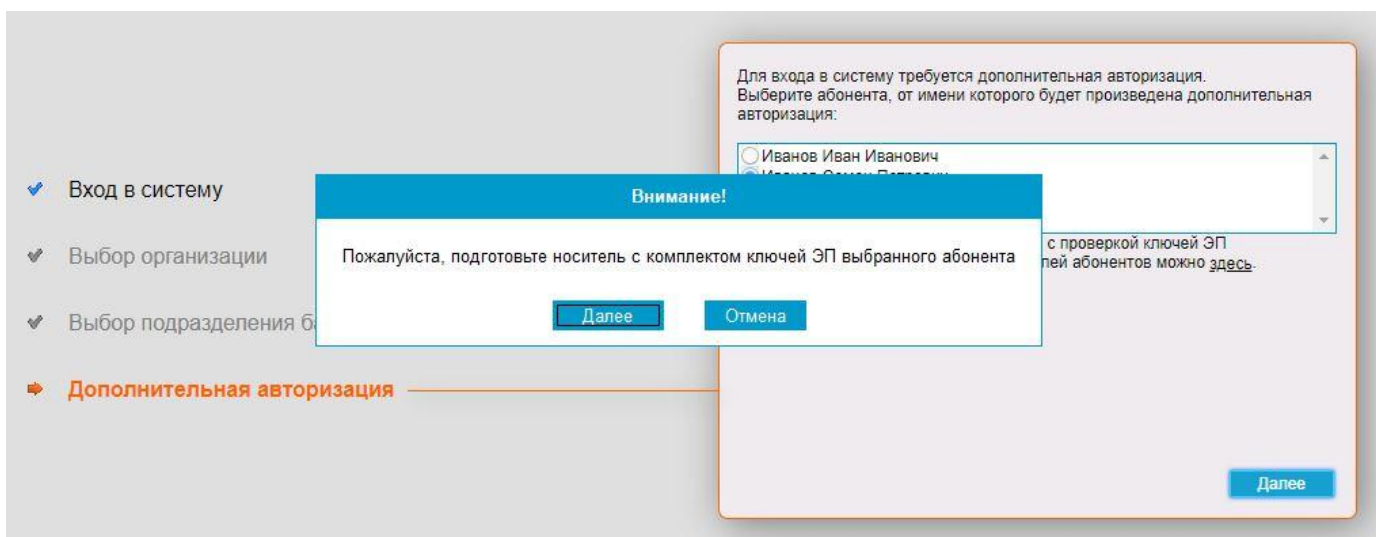 Для входа в систему требуется дополнительная авторизация.
Выберите абонента, от имени которого будет произведена дополнительная
авторизация:
Иванов Иван Иванович
с проверкой ключей ЭП
абонентов можно здесь.
Далее
Вход в систему
Выбор организации
Выбор подразделения
Дополнительная авторизация
Внимание!
Пожалуйста, подготовьте носитель с комплектом ключей ЭП выбранного абонента
Далее
Отмена